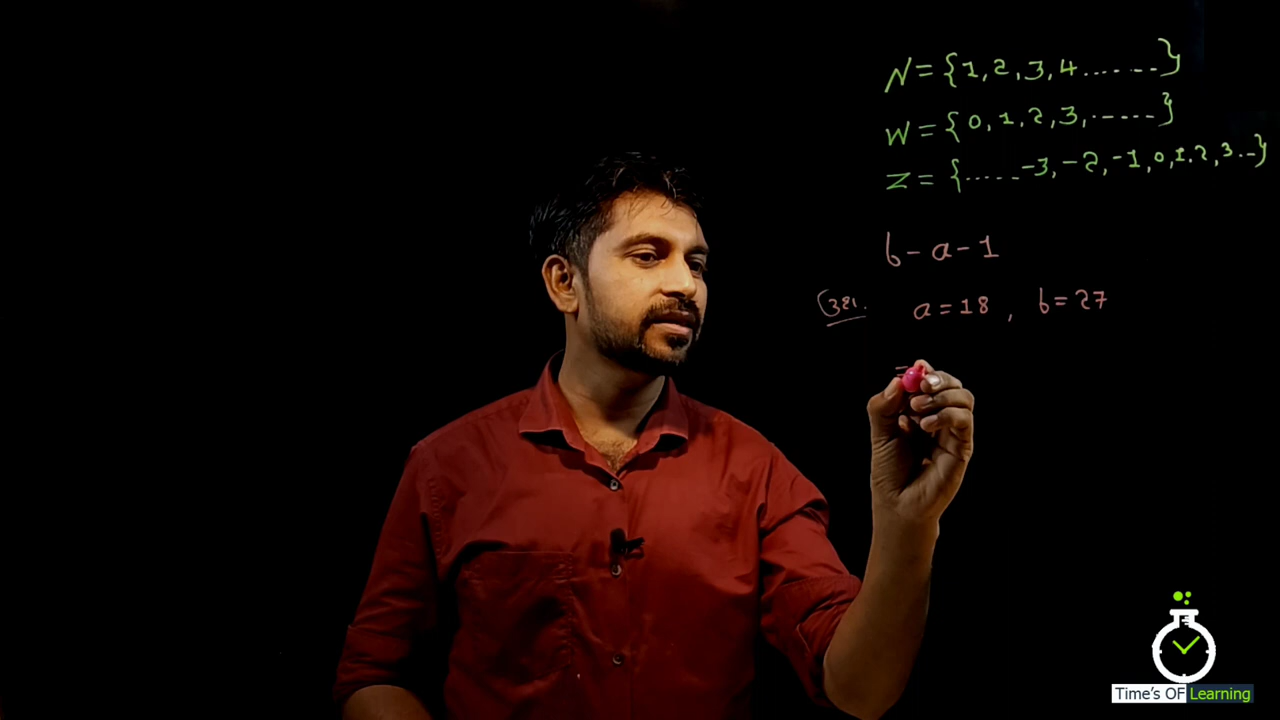 N = {1, 2, 3, 4.......}
W = {0, 1, 2, 3, ......}
Z = {......-3, -2, -1, 0, 1, 2, 3...}
b - a - 1
a = 18 , b = 27
=
Time's OF Learning